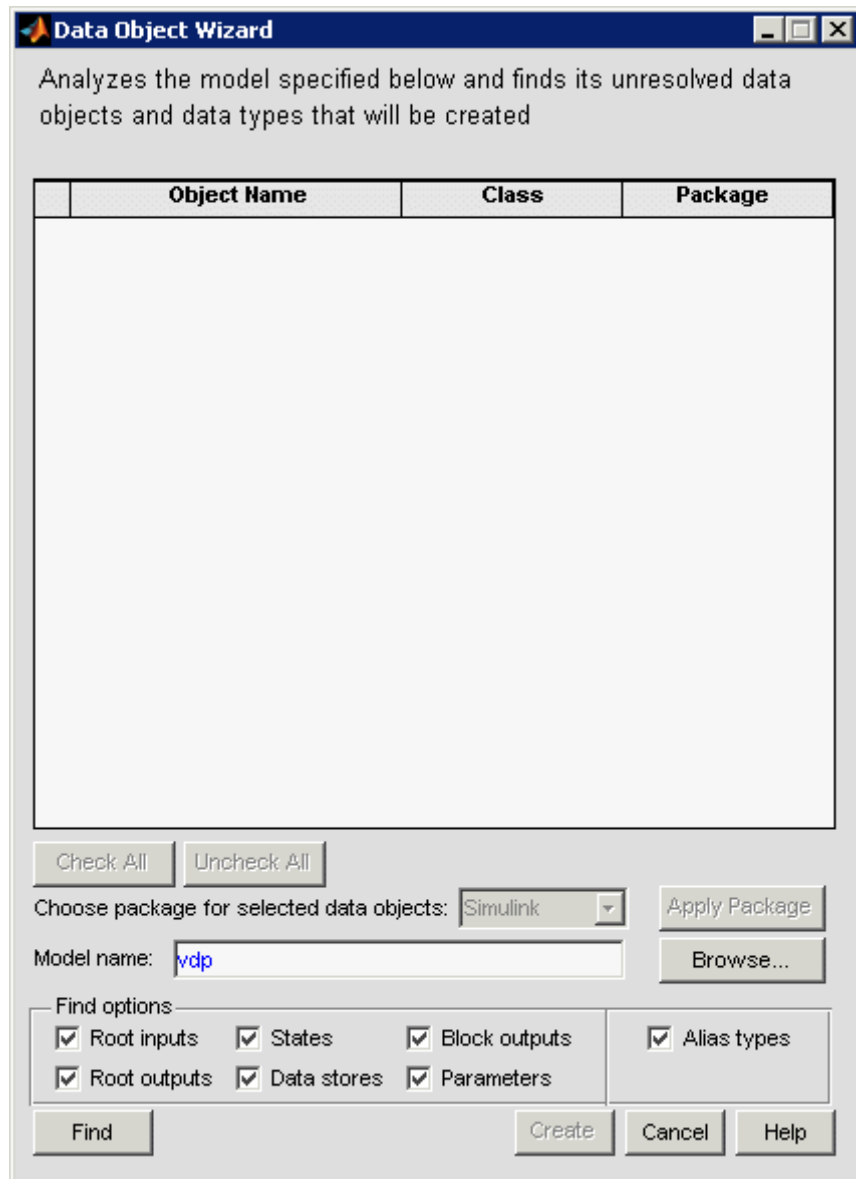 Data Object Wizard
Analyzes the model specified below and finds its unresolved data
objects and data types that will be created
Object Name Class Package
Check All Uncheck All
Choose package for selected data objects: Simulink Apply Package
Model name: vdp Browse...
Find options
Root inputs States Block outputs Alias types
Root outputs Data stores Parameters
Find Create Cancel Help